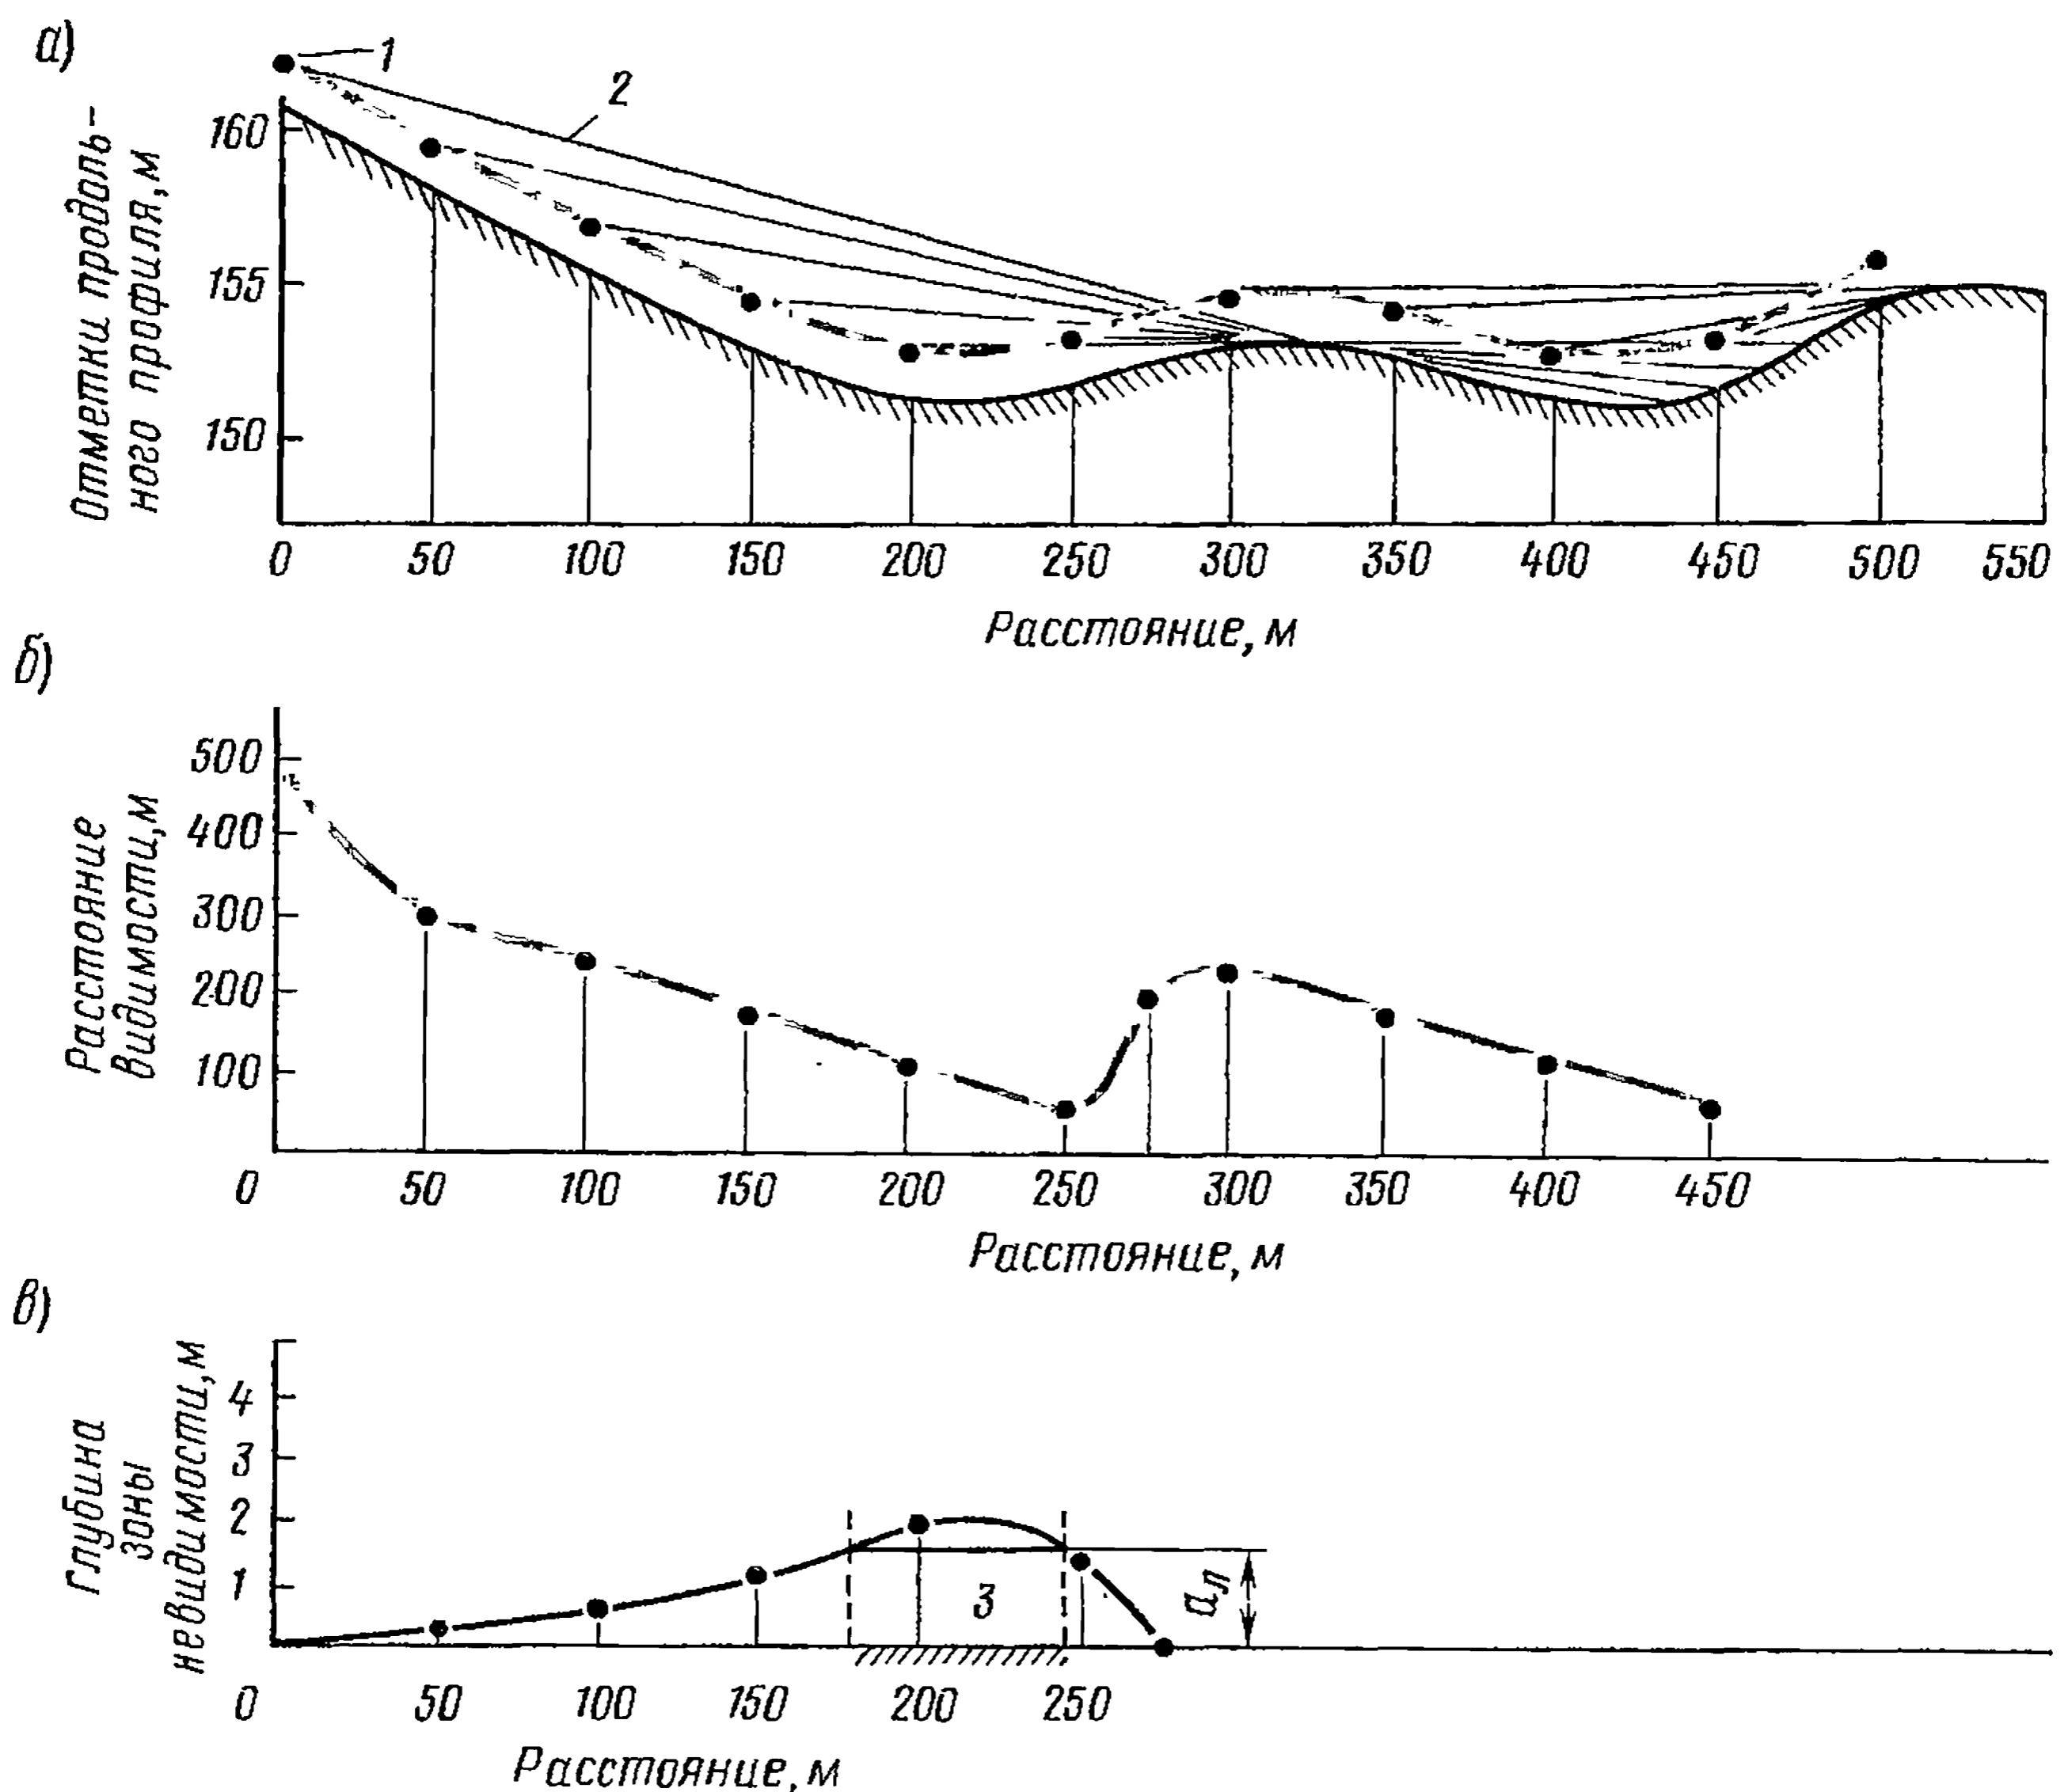 а)
1
2
Отметки продоль-
ного профиля, м
160
155
150
0 50 100 150 200 250 300 350 400 450 500 550
Расстояние, м
б)
Расстояние
видимости, м
500
400
300
200
100
0 50 100 150 200 250 300 350 400 450
Расстояние, м
в)
Глубина
зоны
невидимости, м
4
3
2
1
3
aл
0 50 100 150 200 250
Расстояние, м